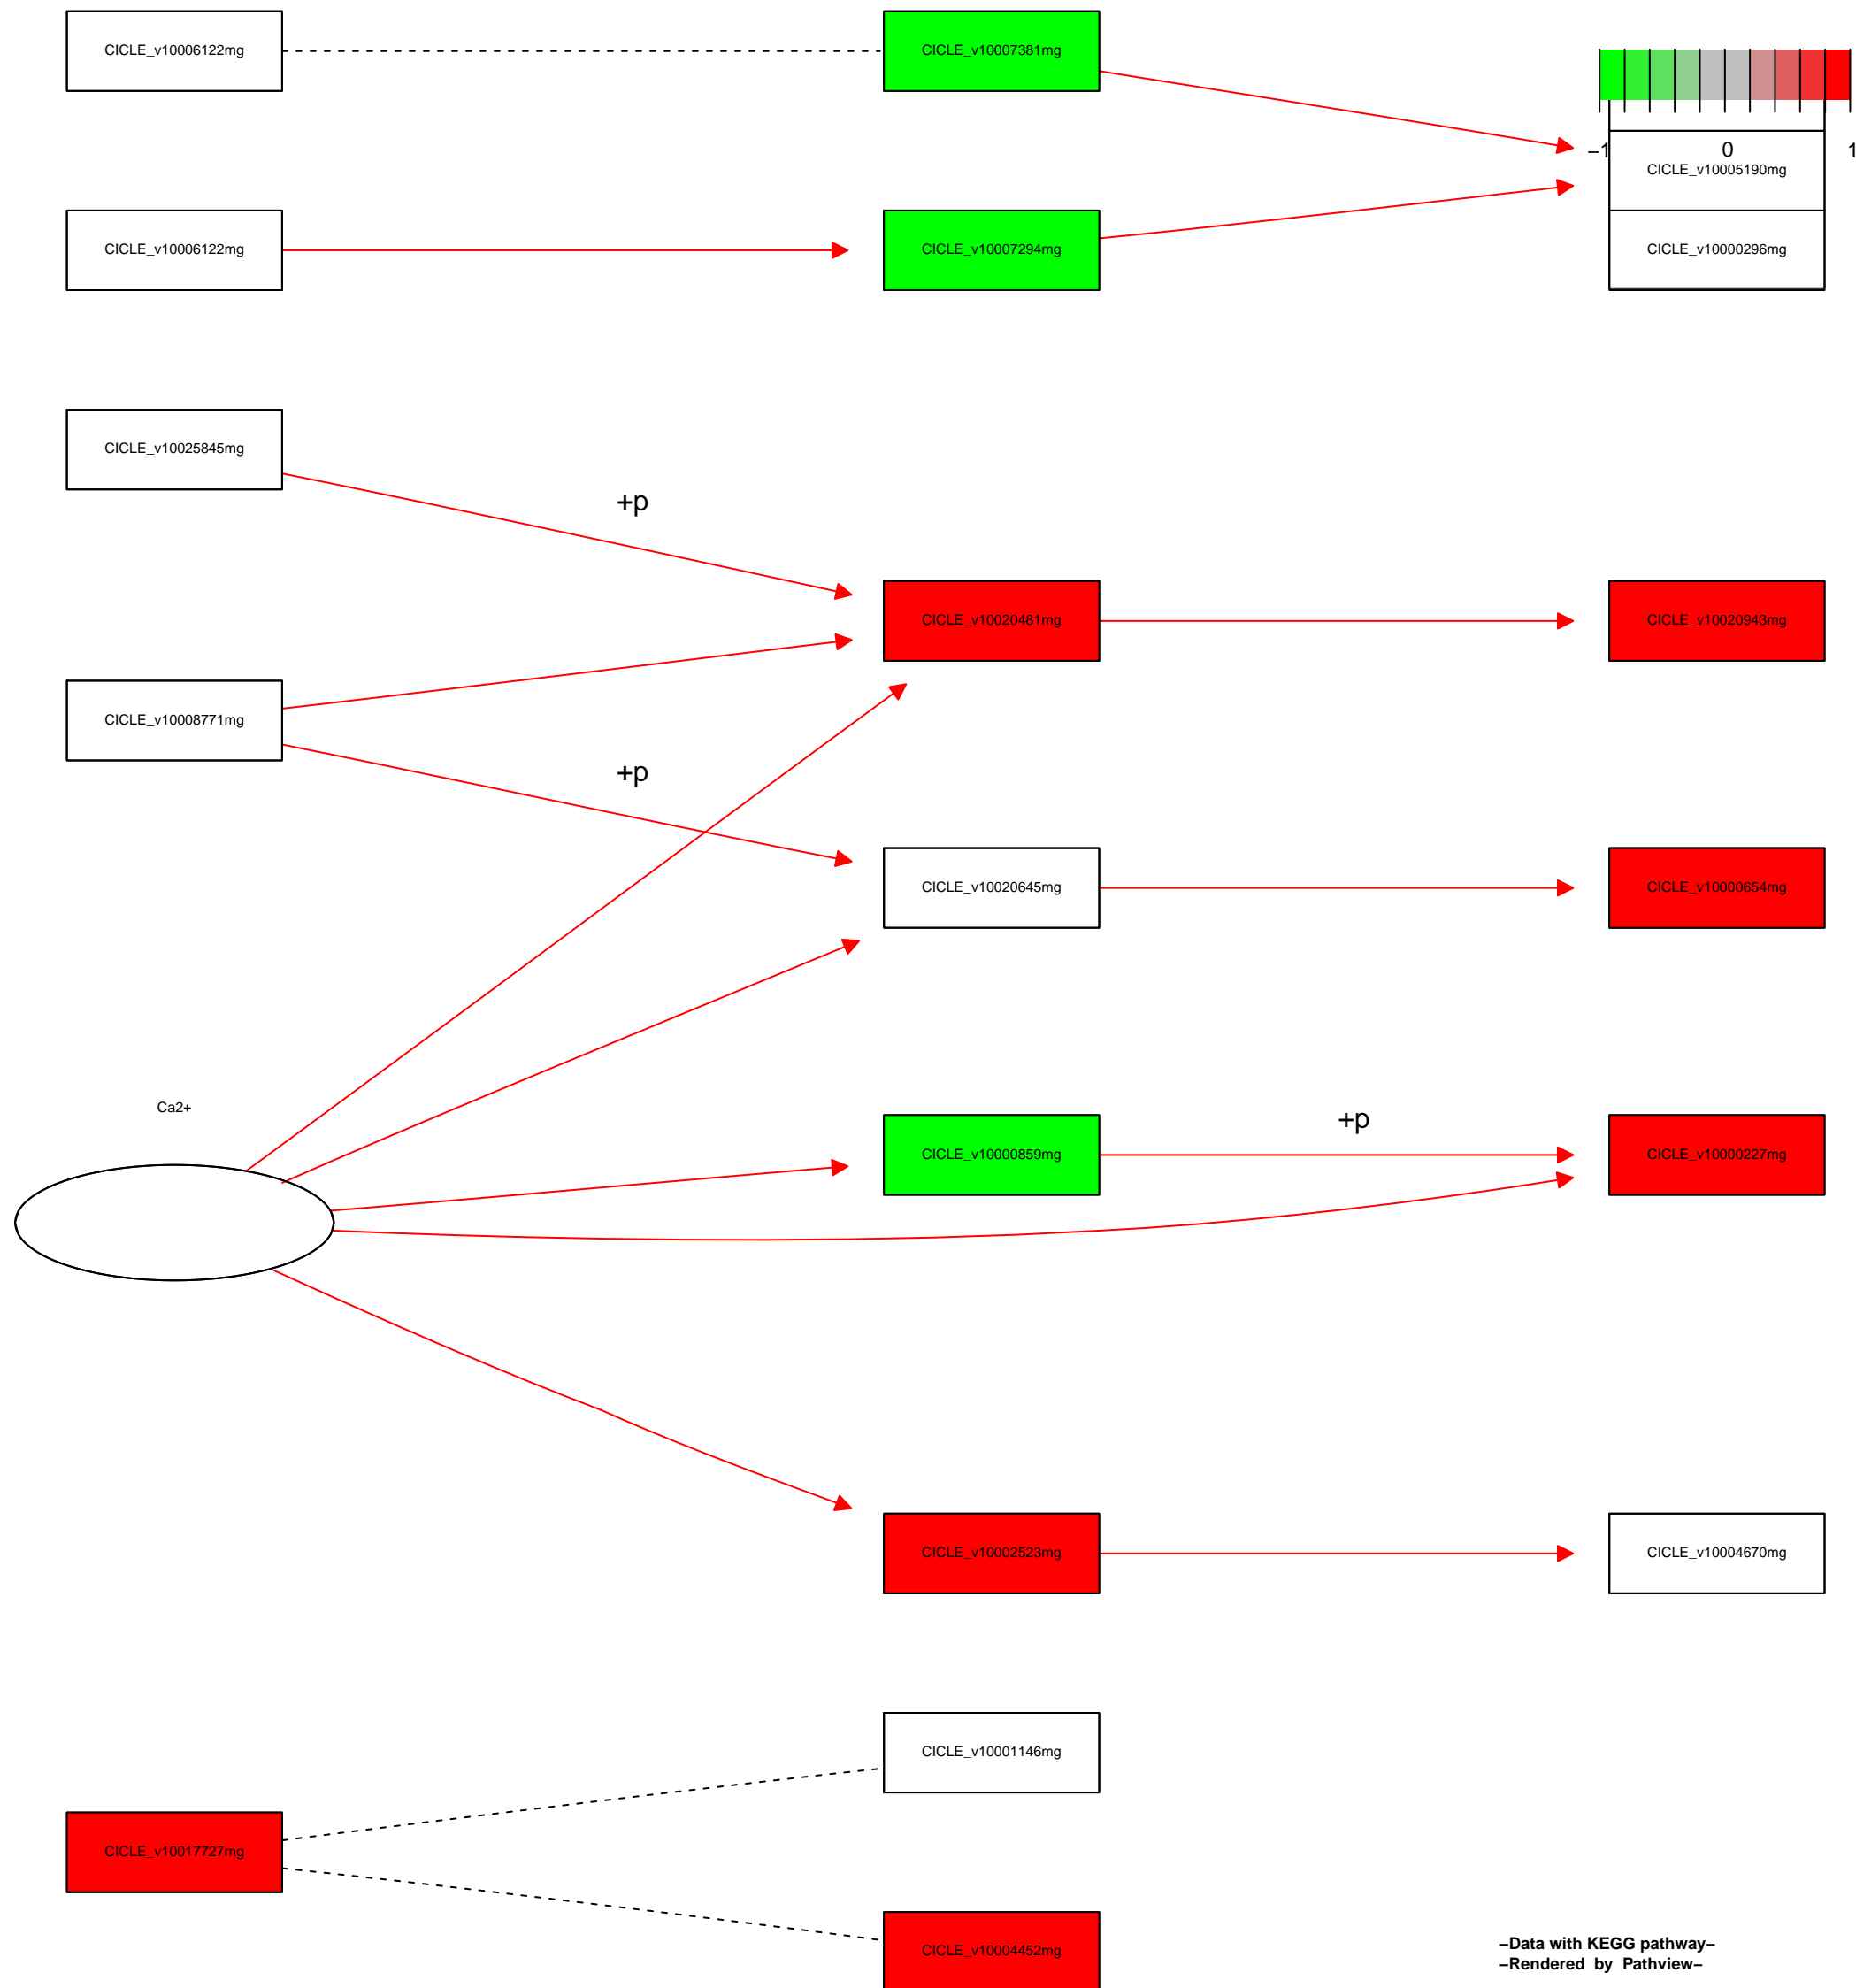 CICLE_v10006122mg
CICLE_v10007381mg
–1
0
1
CICLE_v10005190mg
CICLE_v10006122mg
CICLE_v10007294mg
CICLE_v10000296mg
CICLE_v10025845mg
+p
CICLE_v10020481mg
CICLE_v10020943mg
CICLE_v10008771mg
+p
CICLE_v10020645mg
CICLE_v10000654mg
Ca2+
+p
CICLE_v10000859mg
CICLE_v10000227mg
CICLE_v10002523mg
CICLE_v10004670mg
CICLE_v10001146mg
CICLE_v10017727mg
CICLE_v10004452mg
–Data with KEGG pathway–
–Rendered by Pathview–